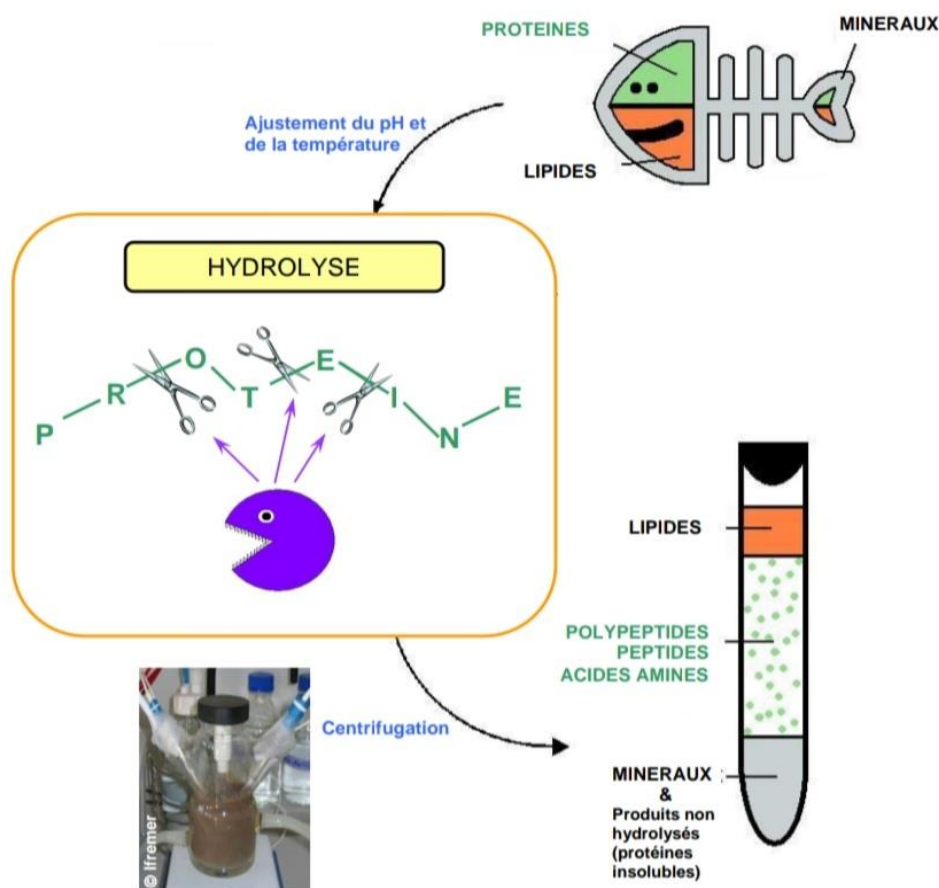 PROTEINES
MINERAUX
LIPIDES
Ajustement du pH et
de la température
HYDROLYSE
P R O T E I N E
LIPIDES
POLYPEPTIDES
PEPTIDES
ACIDES AMINES
Centrifugation
MINERAUX
&
Produits non
hydrolysés
(protéines
insolubles)
© Ifremer